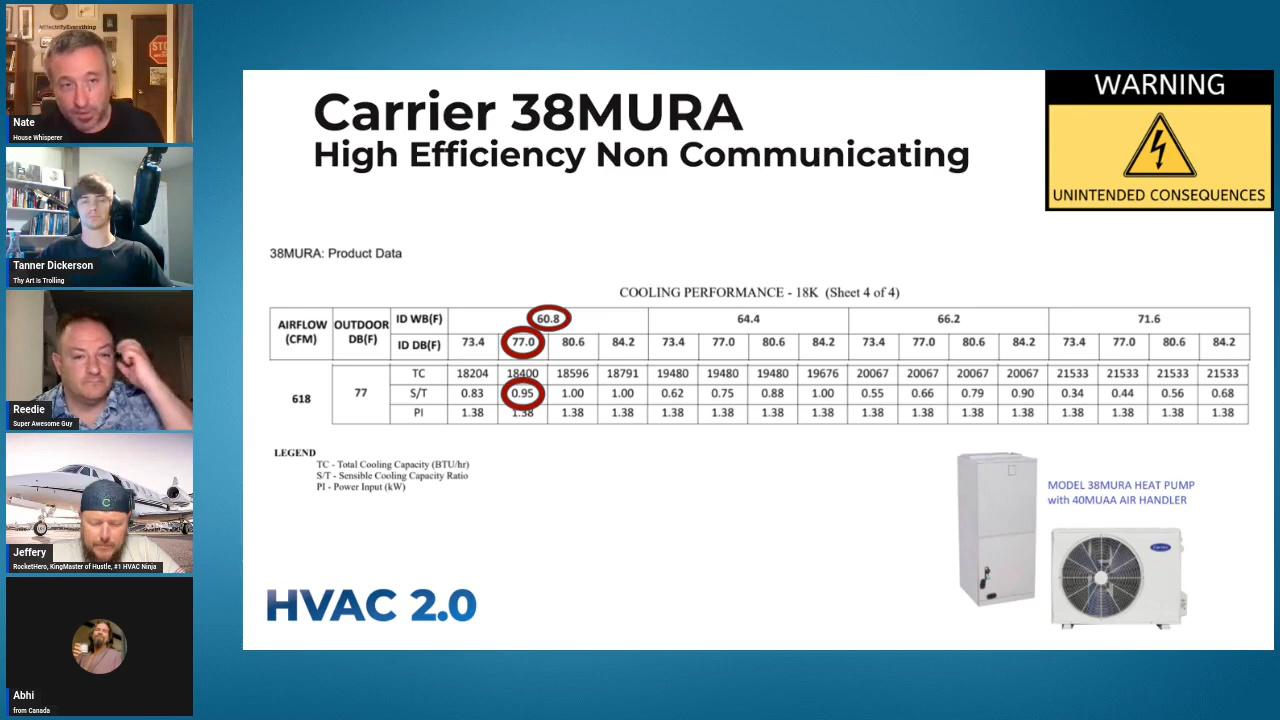 #ElectrifyEverything
STOP
Nate
House Whisperer
Tanner Dickerson
Thy Art Is Trolling
Reedie
Super Awesome Guy
Jeffery
RocketHero, KingMaster of Hustle, #1 HVAC Ninja
Abhi
from Canada
Carrier 38MURA
High Efficiency Non Communicating
WARNING
UNINTENDED CONSEQUENCES
38MURA: Product Data
COOLING PERFORMANCE - 18K (Sheet 4 of 4)
AIRFLOW (CFM) OUTDOOR DB(F) ID WB(F) 60.8 64.4 66.2 71.6
ID DB(F) 73.4 77.0 80.6 84.2 73.4 77.0 80.6 84.2 73.4 77.0 80.6 84.2 73.4 77.0 80.6 84.2
618 77 TC 18204 18400 18596 18791 19480 19480 19480 19676 20067 20067 20067 20067 21533 21533 21533 21533
S/T 0.83 0.95 1.00 1.00 0.62 0.75 0.88 1.00 0.55 0.66 0.79 0.90 0.34 0.44 0.56 0.68
PI 1.38 1.38 1.38 1.38 1.38 1.38 1.38 1.38 1.38 1.38 1.38 1.38 1.38 1.38 1.38 1.38
LEGEND
TC - Total Cooling Capacity (BTU/hr)
S/T - Sensible Cooling Capacity Ratio
PI - Power Input (kW)
MODEL 38MURA HEAT PUMP
with 40MUAA AIR HANDLER
Carrier
HVAC 2.0